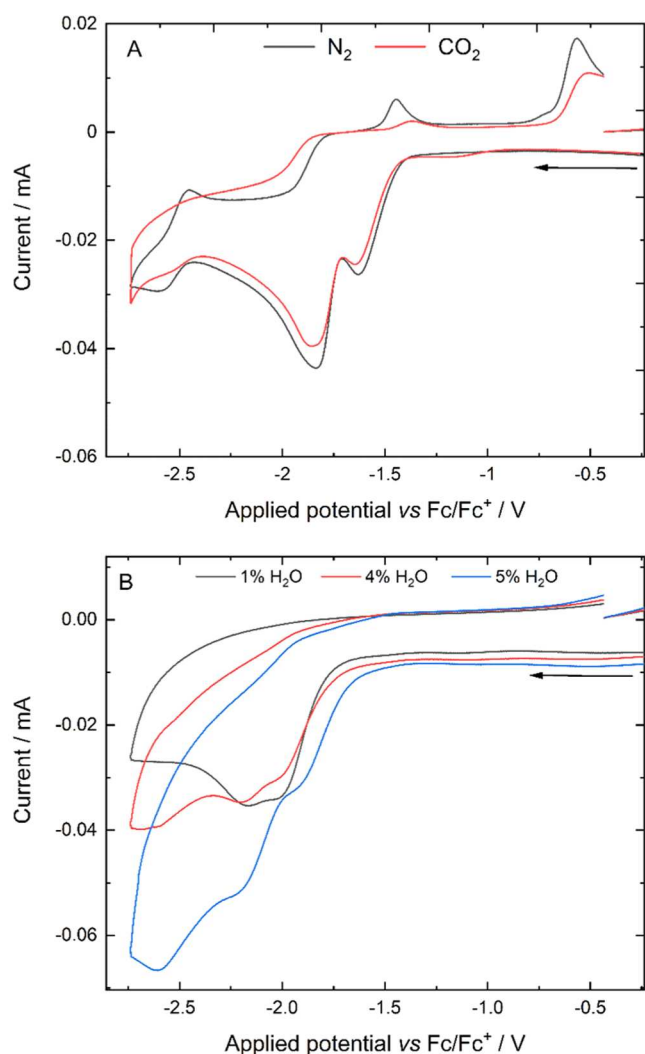 A
N₂ CO₂
0.02
0
-0.02
-0.04
-0.06
Current / mA
-2.5 -2 -1.5 -1 -0.5
Applied potential vs Fc/Fc⁺ / V
B
1% H₂O 4% H₂O 5% H₂O
0.00
-0.02
-0.04
-0.06
Current / mA
-2.5 -2.0 -1.5 -1.0 -0.5
Applied potential vs Fc/Fc⁺ / V